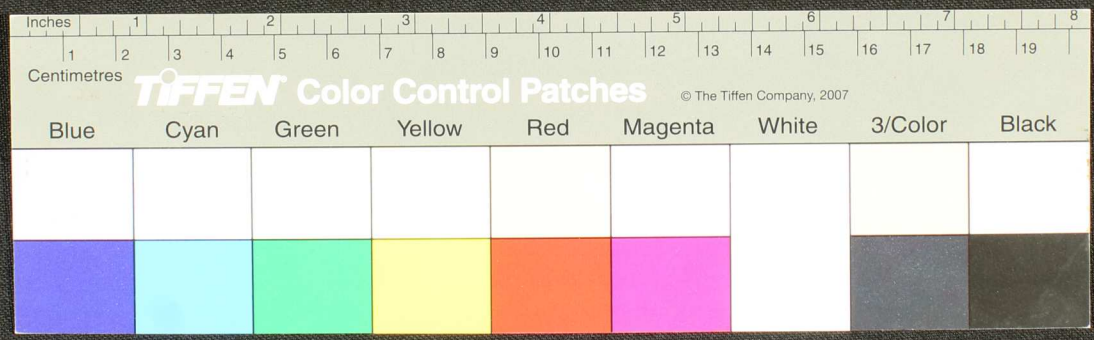 Inches 1 2 3 4 5 6 7 8
1 2 3 4 5 6 7 8 9 10 11 12 13 14 15 16 17 18 19
Centimetres
TIFFEN® Color Control Patches © The Tiffen Company, 2007
Blue Cyan Green Yellow Red Magenta White 3/Color Black